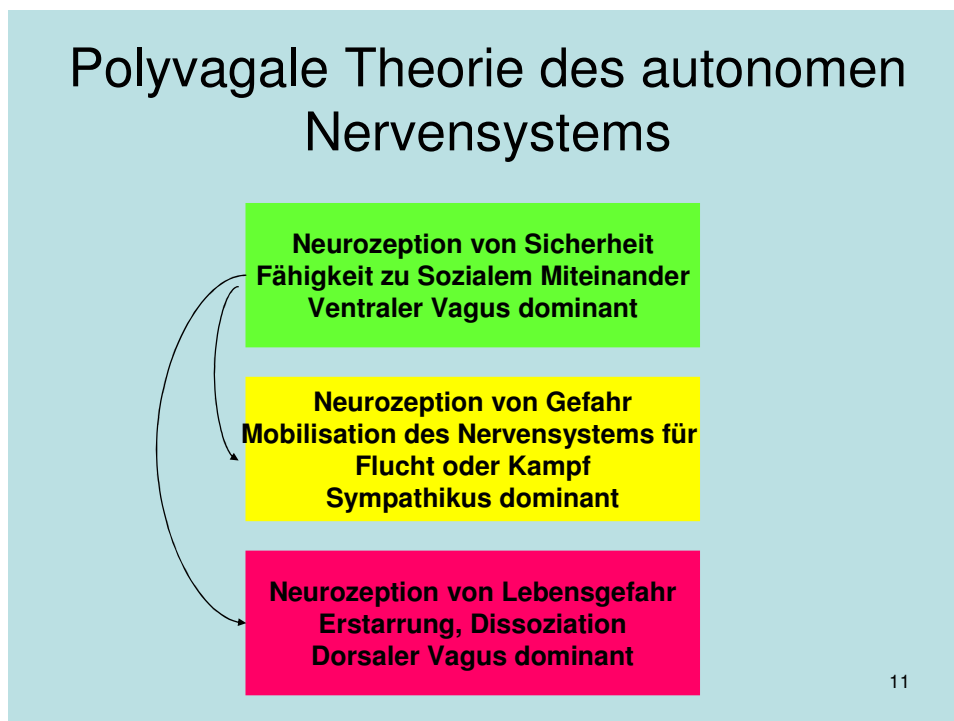 Polyvagale Theorie des autonomen
Nervensystems
Neurozeption von Sicherheit
Fähigkeit zu Sozialem Miteinander
Ventraler Vagus dominant
Neurozeption von Gefahr
Mobilisation des Nervensystems für
Flucht oder Kampf
Sympathikus dominant
Neurozeption von Lebensgefahr
Erstarrung, Dissoziation
Dorsaler Vagus dominant
11